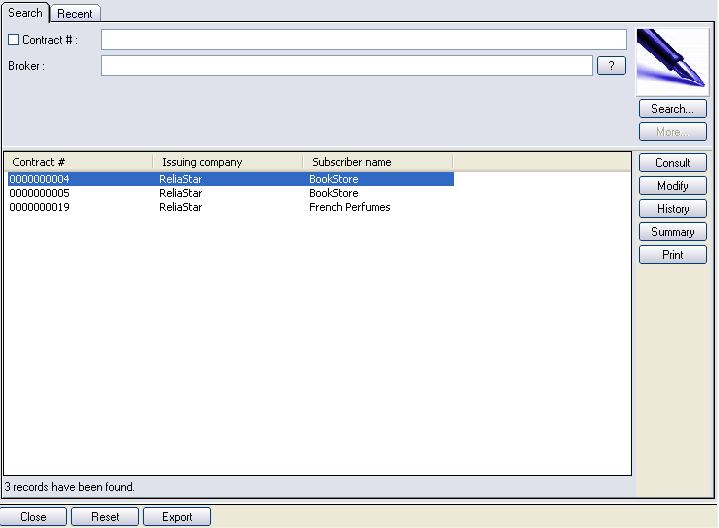 Search Recent
Contract # :
Broker : ?
Search...
More...
Contract # Issuing company Subscriber name
0000000004 ReliaStar BookStore
0000000005 ReliaStar BookStore
0000000019 ReliaStar French Perfumes
Consult
Modify
History
Summary
Print
3 records have been found.
Close Reset Export